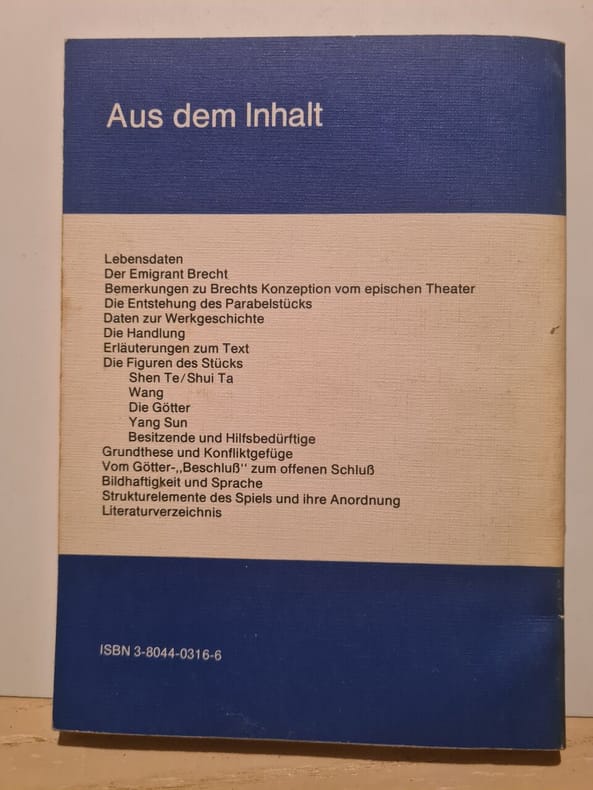 Aus dem Inhalt
Lebensdaten
Der Emigrant Brecht
Bemerkungen zu Brechts Konzeption vom epischen Theater
Die Entstehung des Parabelstücks
Daten zur Werkgeschichte
Die Handlung
Erläuterungen zum Text
Die Figuren des Stücks
Shen Te/Shui Ta
Wang
Die Götter
Yang Sun
Besitzende und Hilfsbedürftige
Grundthese und Konfliktgefüge
Vom Götter-„Beschluß" zum offenen Schluß
Bildhaftigkeit und Sprache
Strukturelemente des Spiels und ihre Anordnung
Literaturverzeichnis
ISBN 3-8044-0316-6